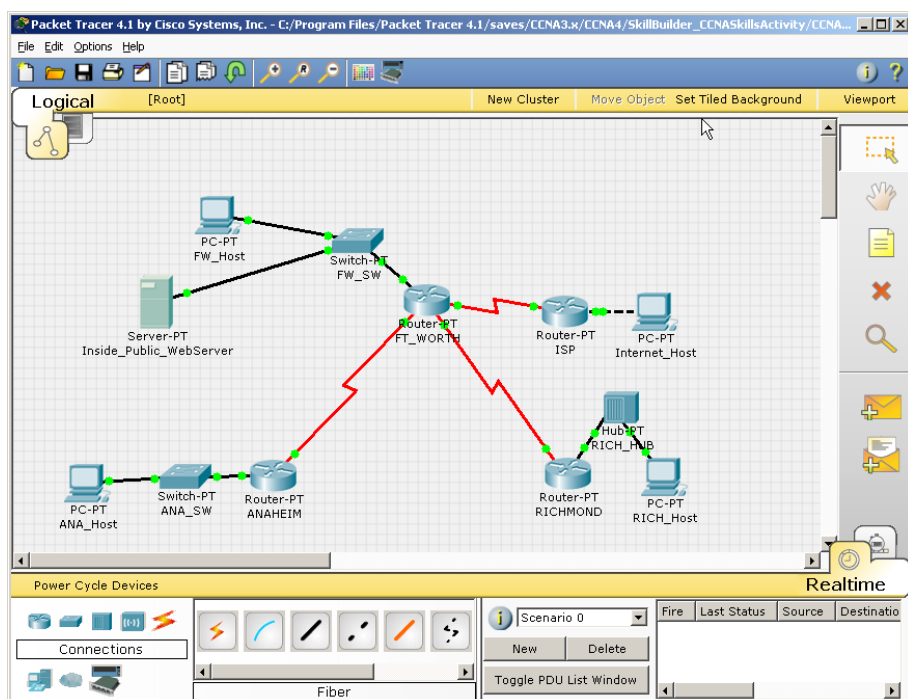 Packet Tracer 4.1 by Cisco Systems, Inc. - C:/Program Files/Packet Tracer 4.1/saves/CCNA3.x/CCNA4/SkillBuilder_CCNASkillsActivity/CCNA...
File Edit Options Help
Logical [Root] New Cluster Move Object Set Tiled Background Viewport
PC-PT
FW_Host
Switch-PT
FW_SW
Server-PT
Inside_Public_WebServer
Router-PT
FT_WORTH
Router-PT
ISP
PC-PT
Internet_Host
Hub-PT
RICH_HUB
PC-PT
ANA_Host
Switch-PT
ANA_SW
Router-PT
ANAHEIM
Router-PT
RICHMOND
PC-PT
RICH_Host
Power Cycle Devices
Realtime
Connections
Fiber
Scenario 0
New Delete
Toggle PDU List Window
Fire Last Status Source Destinatio